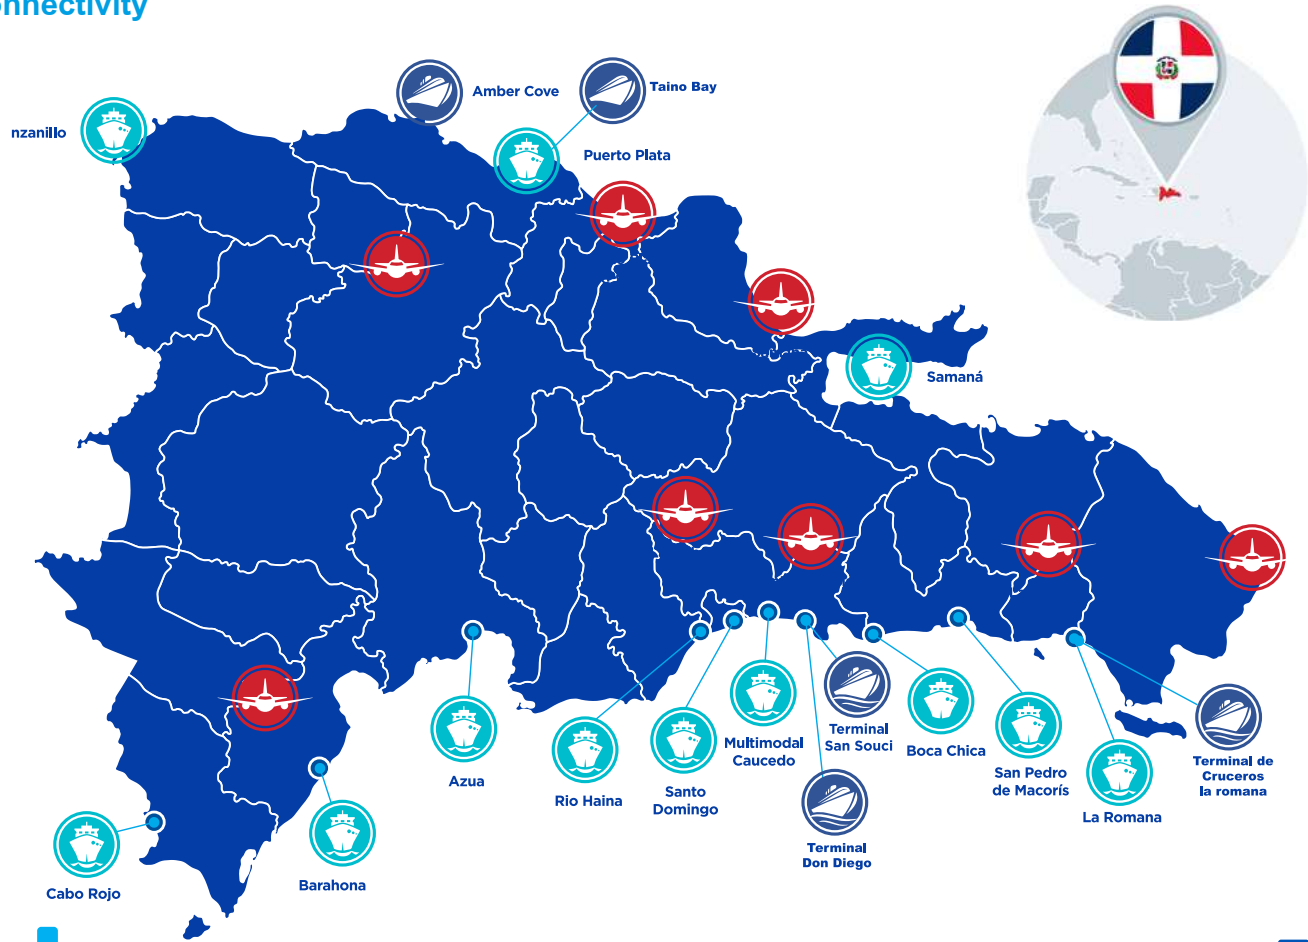 onnectivity
Amber Cove
Taino Bay
nzanillo
Puerto Plata
Samaná
Azua
Rio Haina
Santo
Domingo
Multimodal
Caucedo
Terminal
San Souci
Terminal
Don Diego
Boca Chica
San Pedro
de Macorís
La Romana
Terminal de
Cruceros
la romana
Cabo Rojo
Barahona